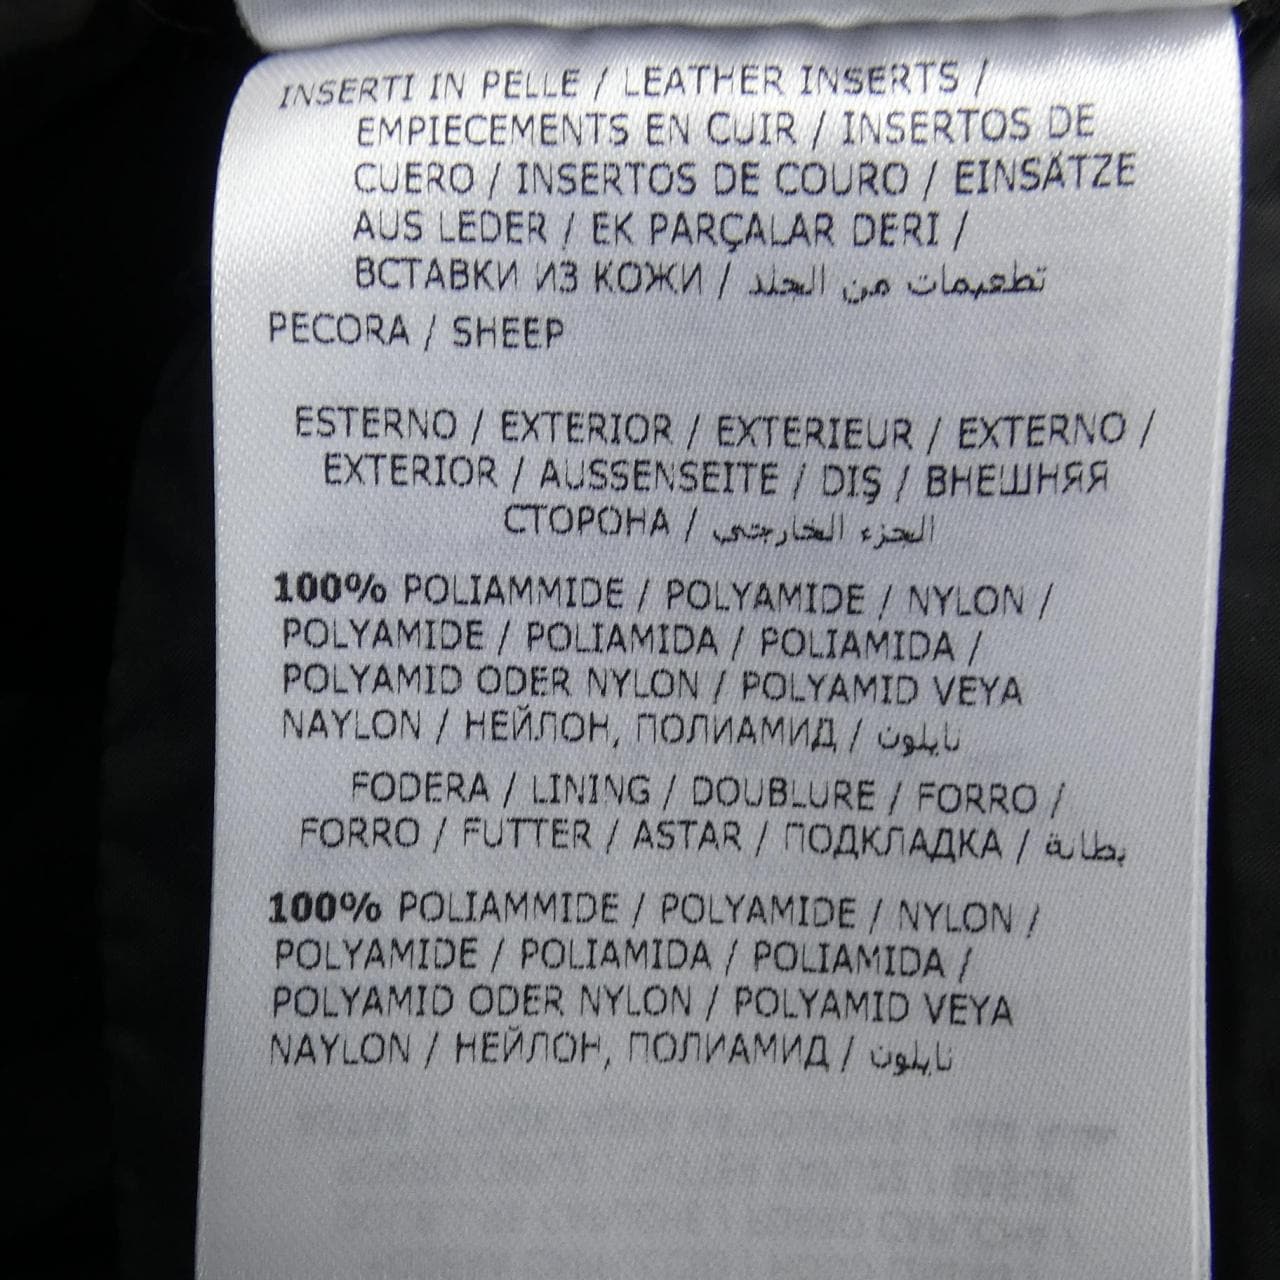 INSERTI IN PELLE / LEATHER INSERTS /
EMPIECEMENTS EN CUIR / INSERTOS DE
CUERO / INSERTOS DE COURO / EINSÄTZE
AUS LEDER / EK PARÇALAR DERI /
ВСТАВКИ ИЗ КОЖИ / تطعيمات من الجلد
PECORA / SHEEP
ESTERNO / EXTERIOR / EXTERIEUR / EXTERNO /
EXTERIOR / AUSSENSEITE / DIŞ / ВНЕШНЯЯ
СТОРОНА / الجزء الخارجي
100% POLIAMMIDE / POLYAMIDE / NYLON /
POLYAMIDE / POLIAMIDA / POLIAMIDA /
POLYAMID ODER NYLON / POLYAMID VEYA
NAYLON / НЕЙЛОН, ПОЛИАМИД / نايلون
FODERA / LINING / DOUBLURE / FORRO /
FORRO / FUTTER / ASTAR / ПОДКЛАДКА / بطانة
100% POLIAMMIDE / POLYAMIDE / NYLON /
POLYAMIDE / POLIAMIDA / POLIAMIDA /
POLYAMID ODER NYLON / POLYAMID VEYA
NAYLON / НЕЙЛОН, ПОЛИАМИД / نايلون